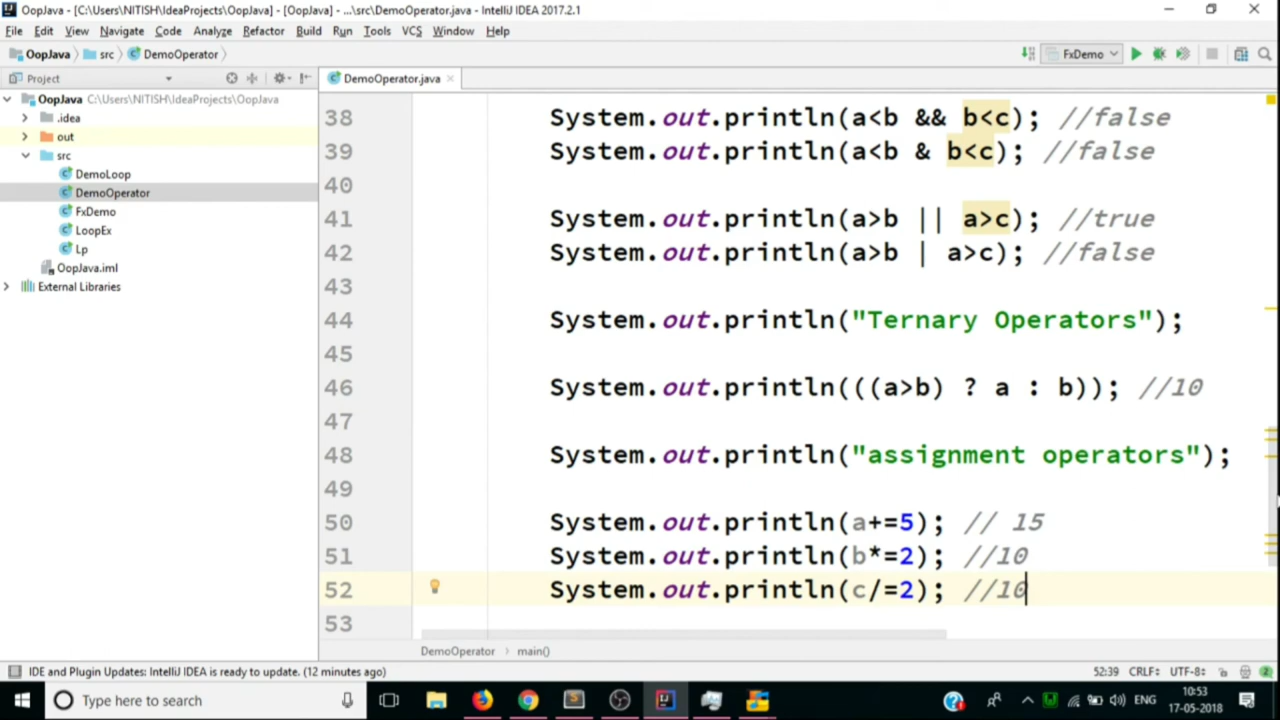 OopJava - [C:\Users\NITISH\IdeaProjects\OopJava] - [OopJava] - ...\src\DemoOperator.java - IntelliJ IDEA 2017.2.1
File Edit View Navigate Code Analyze Refactor Build Run Tools VCS Window Help
OopJava src DemoOperator FxDemo
Project DemoOperator.java
OopJava C:\Users\NITISH\IdeaProjects\OopJava
.idea
out
src
DemoLoop
DemoOperator
FxDemo
LoopEx
Lp
OopJava.iml
External Libraries
38 System.out.println(a<b && b<c); //false
39 System.out.println(a<b & b<c); //false
40
41 System.out.println(a>b || a>c); //true
42 System.out.println(a>b | a>c); //false
43
44 System.out.println("Ternary Operators");
45
46 System.out.println(((a>b) ? a : b)); //10
47
48 System.out.println("assignment operators");
49
50 System.out.println(a+=5); // 15
51 System.out.println(b*=2); //10
52 System.out.println(c/=2); //10
53
DemoOperator main()
IDE and Plugin Updates: IntelliJ IDEA is ready to update. (12 minutes ago) 52:39 CRLF UTF-8 2
Type here to search ENG 10:53
17-05-2018